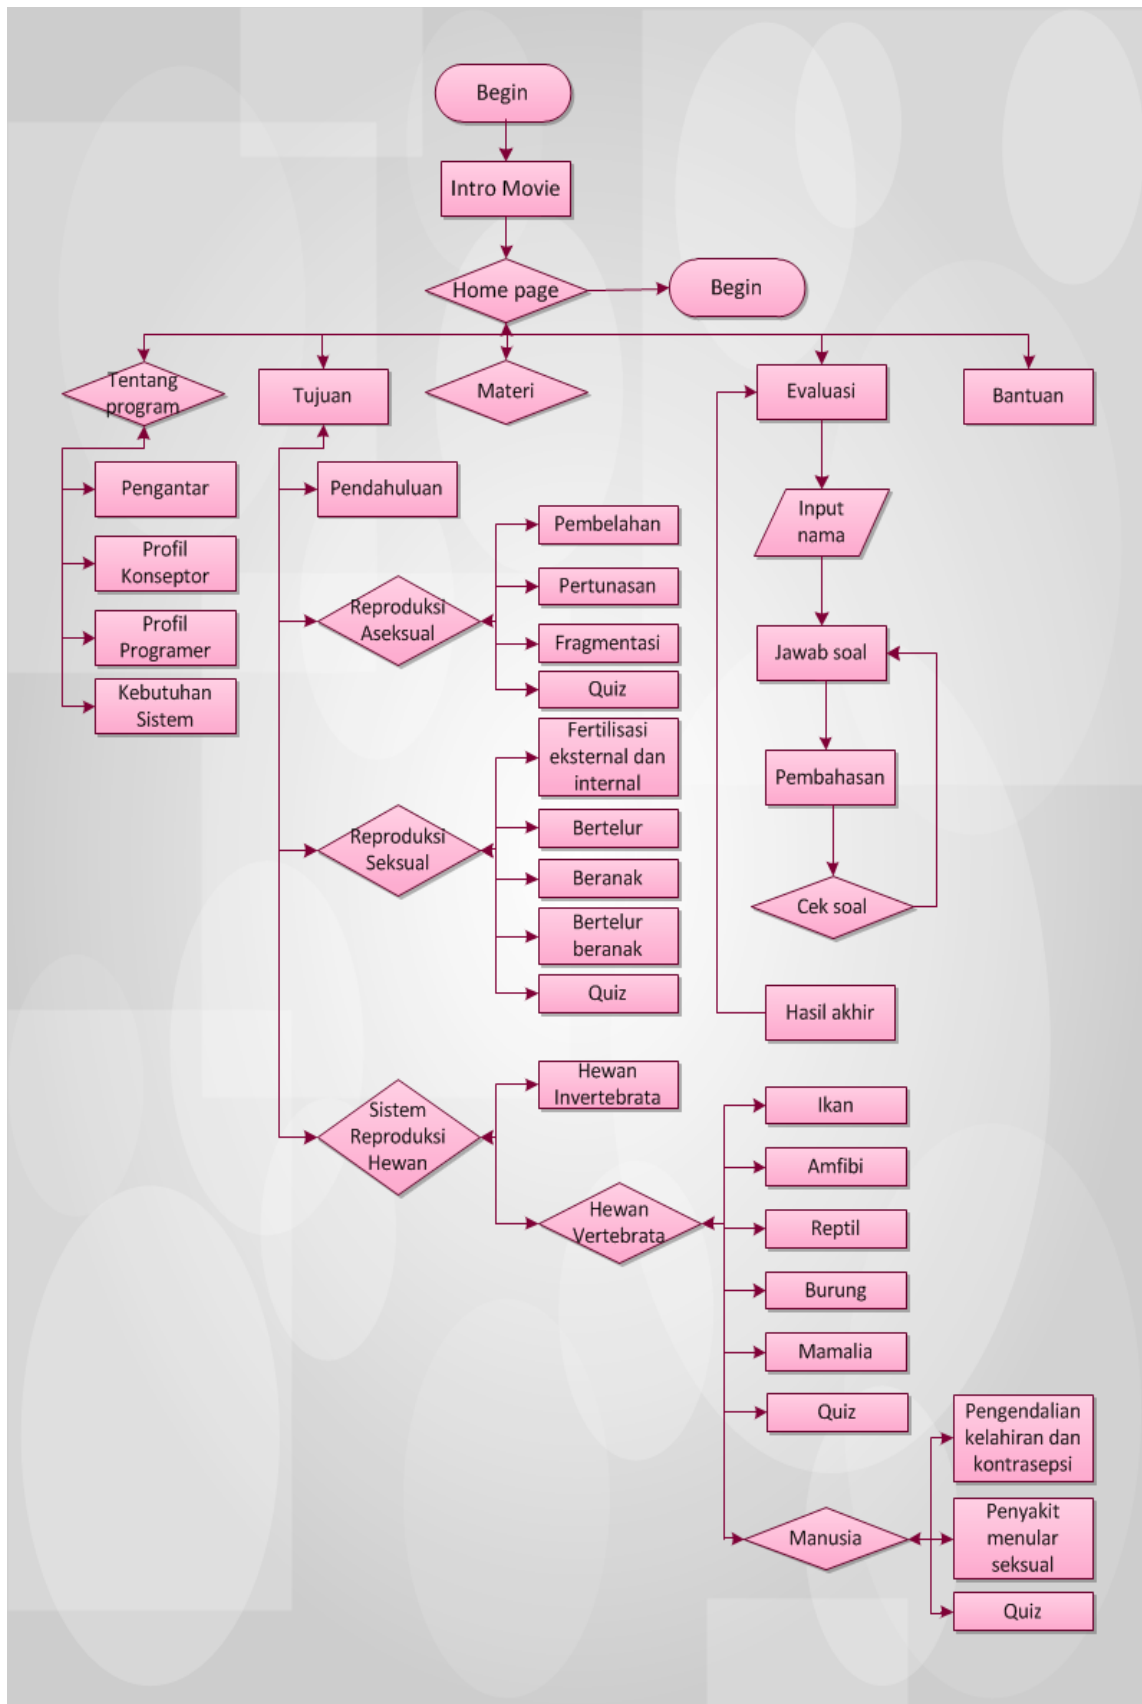 Begin
Intro Movie
Home page
Begin
Tentang
program
Tujuan
Materi
Evaluasi
Bantuan
Pengantar
Profil
Konseptor
Profil
Programer
Kebutuhan
Sistem
Pendahuluan
Reproduksi
Aseksual
Pembelahan
Pertunasan
Fragmentasi
Quiz
Reproduksi
Seksual
Fertilisasi
eksternal dan
internal
Bertelur
Beranak
Bertelur
beranak
Quiz
Input
nama
Jawab soal
Pembahasan
Cek soal
Hasil akhir
Sistem
Reproduksi
Hewan
Hewan
Invertebrata
Hewan
Vertebrata
Ikan
Amfibi
Reptil
Burung
Mamalia
Quiz
Manusia
Pengendalian
kelahiran dan
kontrasepsi
Penyakit
menular
seksual
Quiz